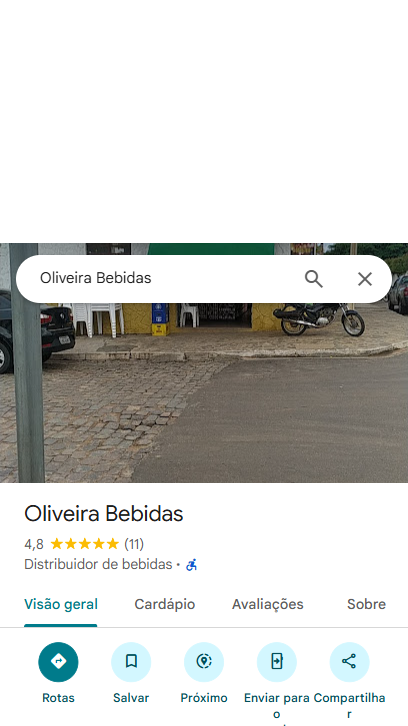 Oliveira Bebidas
Oliveira Bebidas
4,8 (11)
Distribuidor de bebidas ·
Visão geral Cardápio Avaliações Sobre
Rotas Salvar Próximo Enviar para o Compartilhar